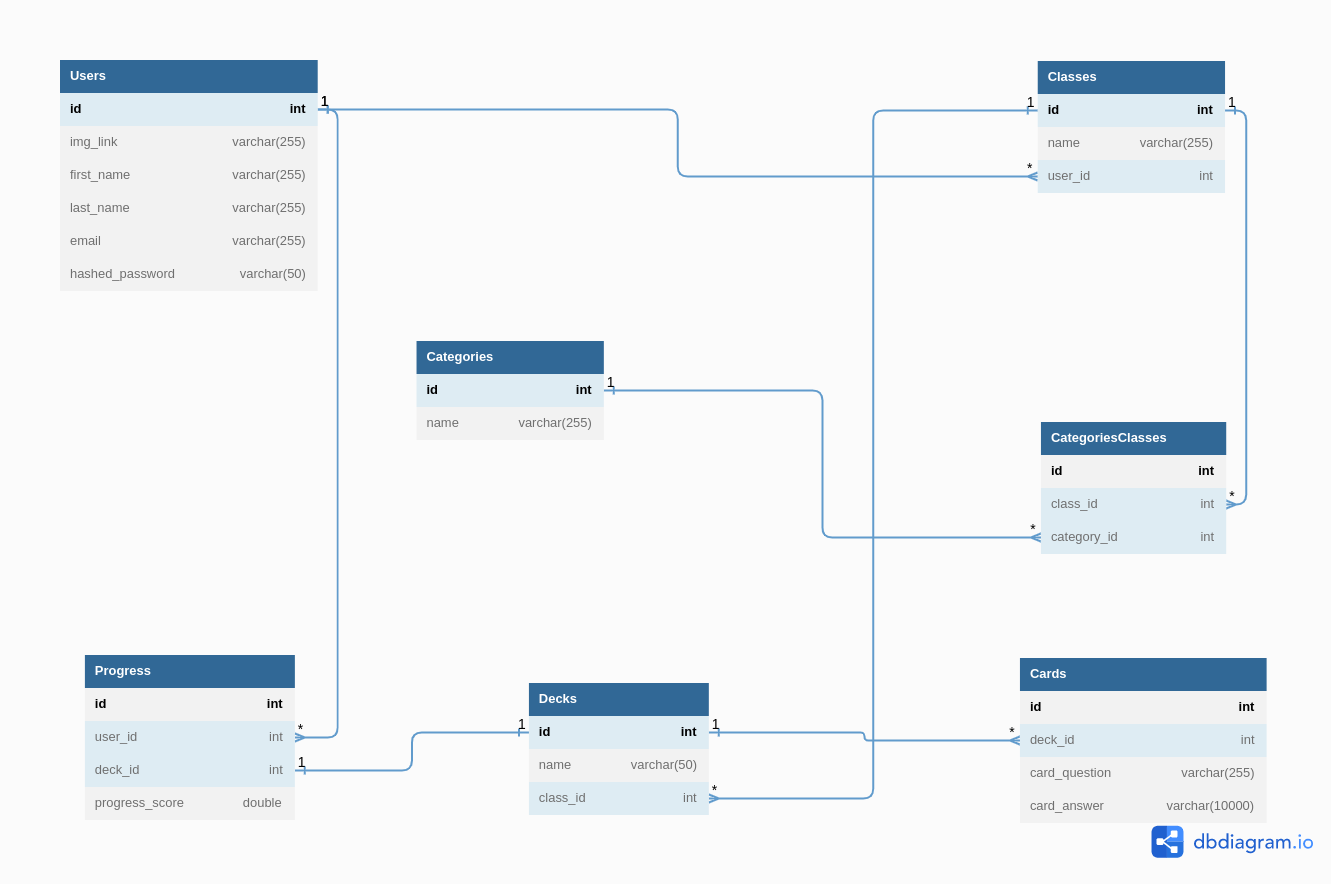 Users
id int
img_link varchar(255)
first_name varchar(255)
last_name varchar(255)
email varchar(255)
hashed_password varchar(50)
1
1
Classes
id int
name varchar(255)
user_id int
1
1
*
Categories
id int
name varchar(255)
1
CategoriesClasses
id int
class_id int
category_id int
*
*
Progress
id int
user_id int
deck_id int
progress_score double
*
1
Decks
id int
name varchar(50)
class_id int
1
1
*
Cards
id int
deck_id int
card_question varchar(255)
card_answer varchar(10000)
*
dbdiagram.io